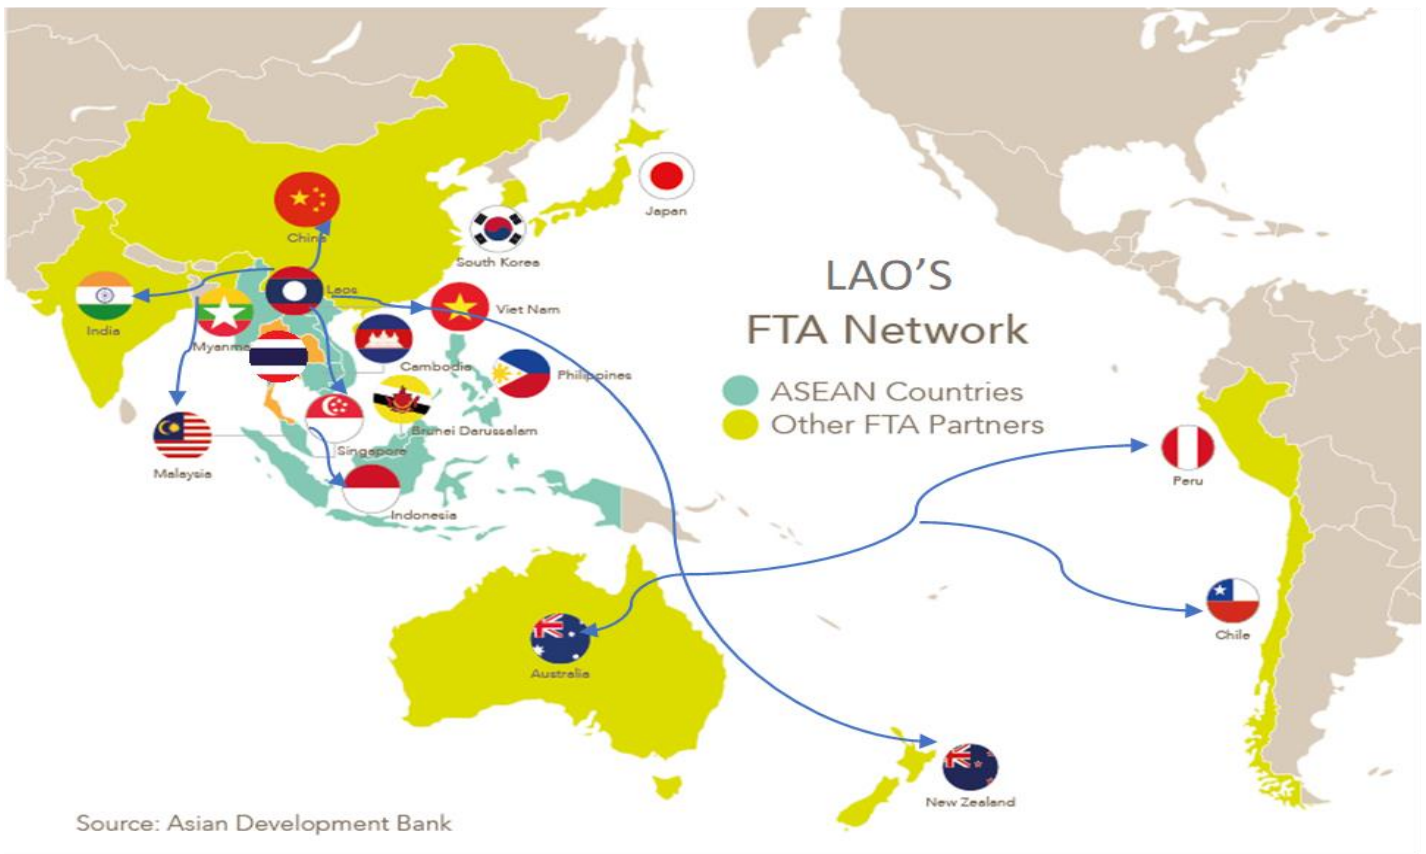 China
Japan
South Korea
India
Laos
Viet Nam
Myanma
Cambodia
Philippines
Brunei Darussalam
Singapore
Malaysia
Indonesia
LAO'S
FTA Network
ASEAN Countries
Other FTA Partners
Peru
Chile
Australia
New Zealand
Source: Asian Development Bank